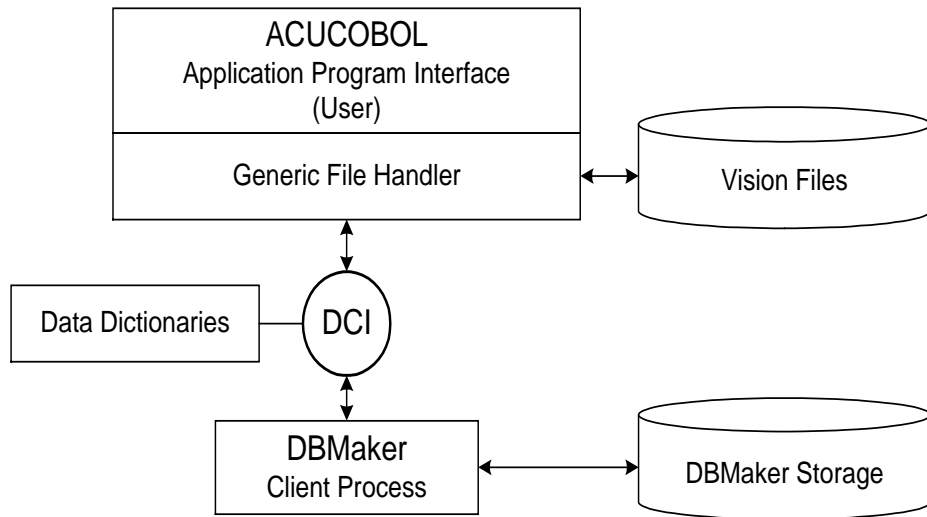 ACUCOBOL
Application Program Interface
(User)
Generic File Handler
Vision Files
Data Dictionaries
DCI
DBMaker
Client Process
DBMaker Storage